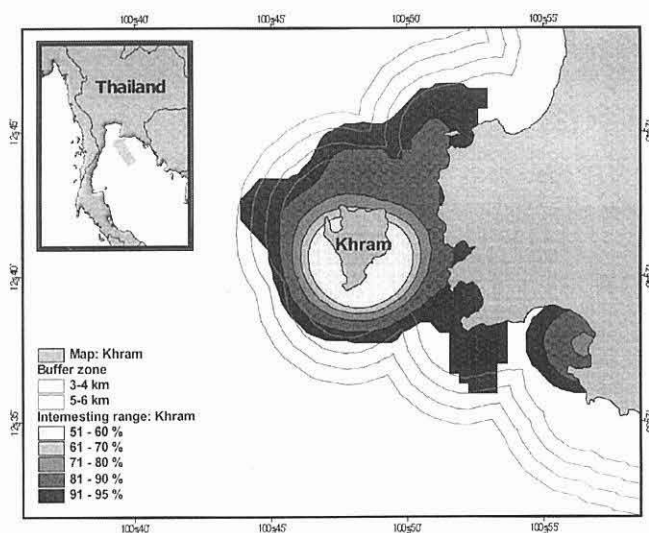 100°40' 100°45' 100°50' 100°55'
Thailand
12°45'
12°40'
Khram
Map: Khram
Buffer zone
3-4 km
5-6 km
Internesting range: Khram
51 - 60 %
61 - 70 %
71 - 80 %
81 - 90 %
91 - 95 %
12°35'
100°40' 100°45' 100°50' 100°55'